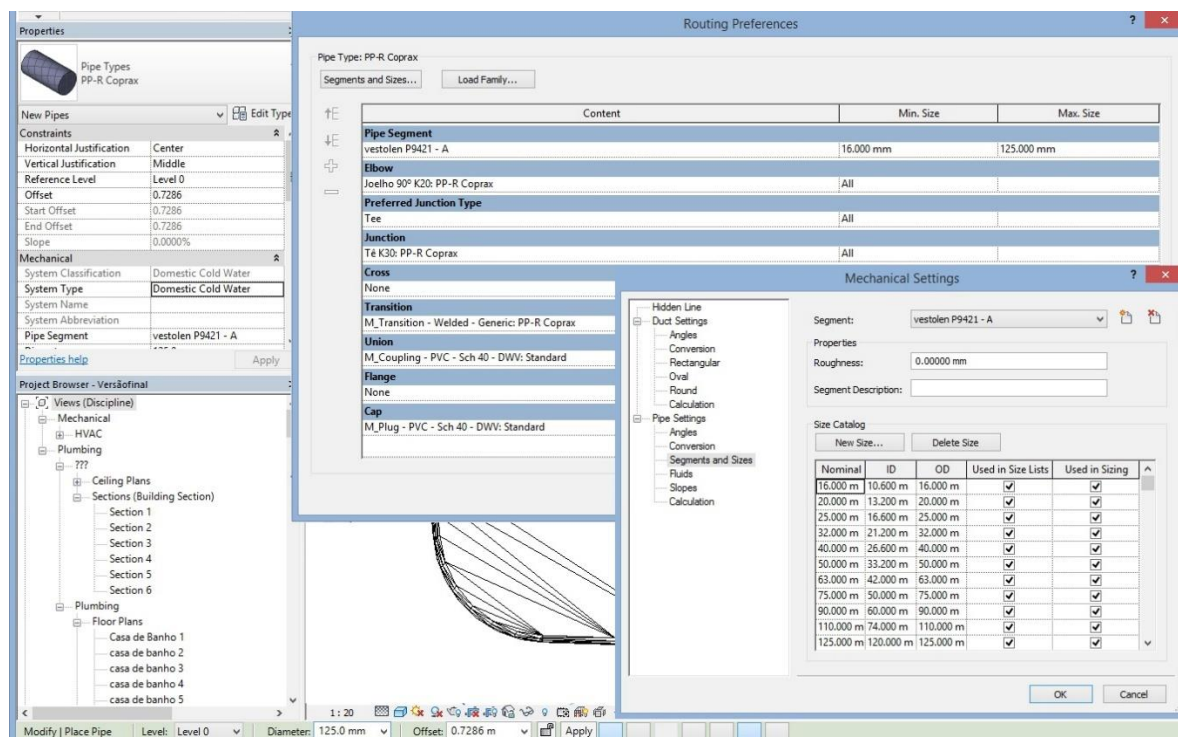 Properties
Pipe Types
PP-R Coprax
New Pipes
Edit Type
Constraints
Horizontal Justification Center
Vertical Justification Middle
Reference Level Level 0
Offset 0.7286
Start Offset 0.7286
End Offset 0.7286
Slope 0.0000%
Mechanical
System Classification Domestic Cold Water
System Type Domestic Cold Water
System Name
System Abbreviation
Pipe Segment vestolen P9421 - A
Properties help Apply
Project Browser - Versãofinal
Views (Discipline)
Mechanical
HVAC
Plumbing
???
Ceiling Plans
Sections (Building Section)
Section 1
Section 2
Section 3
Section 4
Section 5
Section 6
Plumbing
Floor Plans
Casa de Banho 1
casa de banho 2
casa de banho 3
casa de banho 4
casa de banho 5
Routing Preferences
? ×
Pipe Type: PP-R Coprax
Segments and Sizes... Load Family...
Content Min. Size Max. Size
Pipe Segment
vestolen P9421 - A 16.000 mm 125.000 mm
Elbow
Joelho 90º K20: PP-R Coprax All
Preferred Junction Type
Tee All
Junction
Tê K30: PP-R Coprax All
Cross
None
Transition
M_Transition - Welded - Generic: PP-R Coprax
Union
M_Coupling - PVC - Sch 40 - DWV: Standard
Flange
None
Cap
M_Plug - PVC - Sch 40 - DWV: Standard
Mechanical Settings
? ×
Hidden Line
Duct Settings
Angles
Conversion
Rectangular
Oval
Round
Calculation
Pipe Settings
Angles
Conversion
Segments and Sizes
Fluids
Slopes
Calculation
Segment: vestolen P9421 - A
Properties
Roughness: 0.00000 mm
Segment Description:
Size Catalog
New Size... Delete Size
Nominal ID OD Used in Size Lists Used in Sizing
16.000 m 10.600 m 16.000 m
20.000 m 13.200 m 20.000 m
25.000 m 16.600 m 25.000 m
32.000 m 21.200 m 32.000 m
40.000 m 26.600 m 40.000 m
50.000 m 33.200 m 50.000 m
63.000 m 42.000 m 63.000 m
75.000 m 50.000 m 75.000 m
90.000 m 60.000 m 90.000 m
110.000 m 74.000 m 110.000 m
125.000 m 120.000 m 125.000 m
OK Cancel
1 : 20
Modify | Place Pipe Level: Level 0 Diameter: 125.0 mm Offset: 0.7286 m Apply